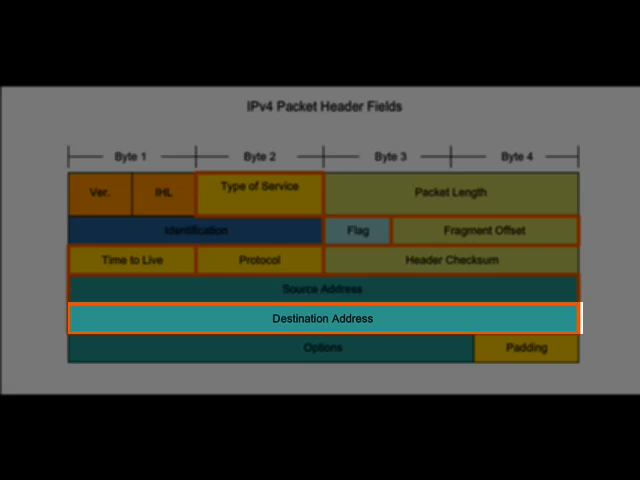 IPv4 Packet Header Fields
Byte 1 Byte 2 Byte 3 Byte 4
Ver. IHL Type of Service Packet Length
Identification Flag Fragment Offset
Time to Live Protocol Header Checksum
Source Address
Destination Address
Options Padding